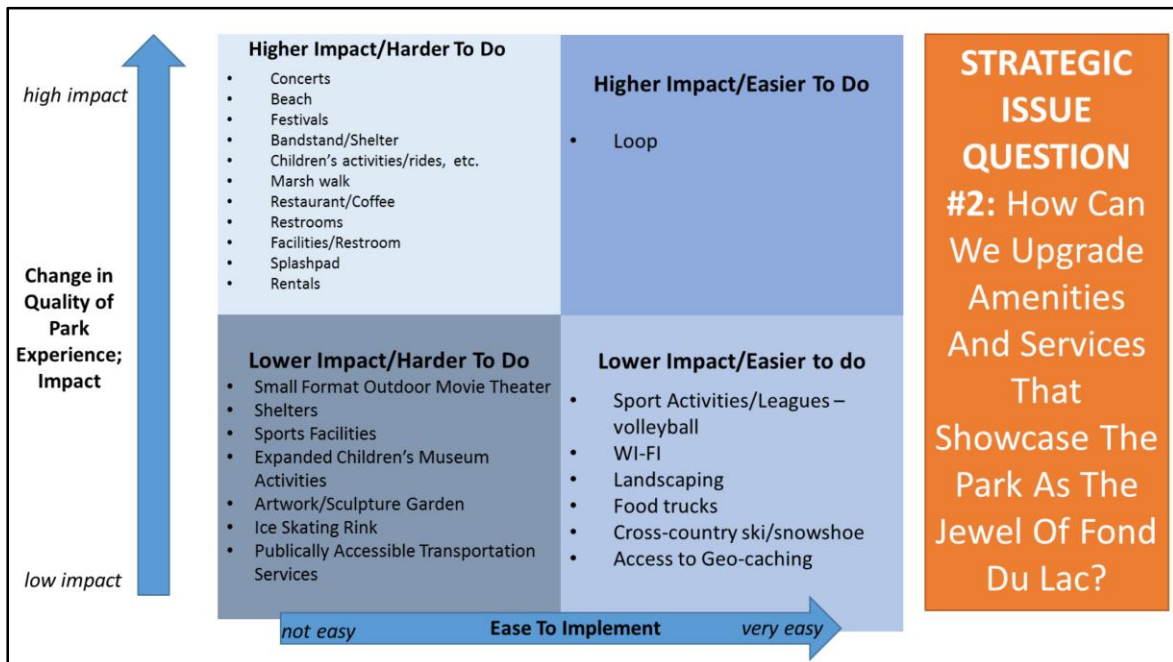 high impact
Change in
Quality of
Park
Experience;
Impact
low impact
Higher Impact/Harder To Do
• Concerts
• Beach
• Festivals
• Bandstand/Shelter
• Children's activities/rides, etc.
• Marsh walk
• Restaurant/Coffee
• Restrooms
• Facilities/Restroom
• Splashpad
• Rentals
Higher Impact/Easier To Do
• Loop
Lower Impact/Harder To Do
• Small Format Outdoor Movie Theater
• Shelters
• Sports Facilities
• Expanded Children's Museum
Activities
• Artwork/Sculpture Garden
• Ice Skating Rink
• Publically Accessible Transportation
Services
Lower Impact/Easier to do
• Sport Activities/Leagues –
volleyball
• WI-FI
• Landscaping
• Food trucks
• Cross-country ski/snowshoe
• Access to Geo-caching
not easy Ease To Implement very easy
STRATEGIC
ISSUE
QUESTION
#2: How Can
We Upgrade
Amenities
And Services
That
Showcase The
Park As The
Jewel Of Fond
Du Lac?